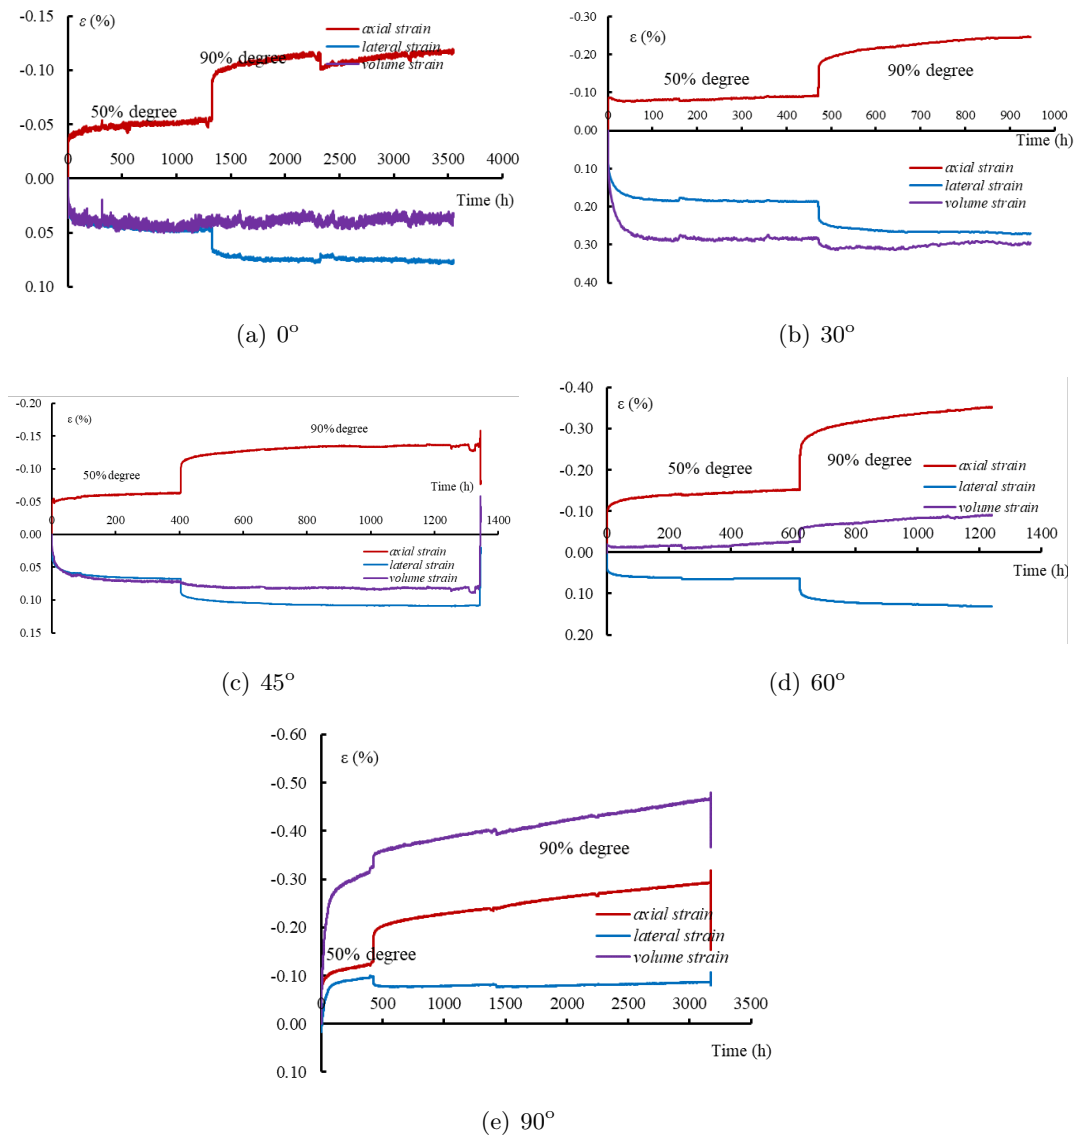 ε (%)
-0.15
-0.10
-0.05
0.00
0.05
0.10
0 500 1000 1500 2000 2500 3000 3500 4000
Time (h)
50% degree
90% degree
axial strain
lateral strain
volume strain
(a) 0º
ε (%)
-0.30
-0.20
-0.10
0.00
0.10
0.20
0.30
0.40
0 100 200 300 400 500 600 700 800 900 1000
Time (h)
50% degree
90% degree
axial strain
lateral strain
volume strain
(b) 30º
ε (%)
-0.20
-0.15
-0.10
-0.05
0.00
0.05
0.10
0.15
0 200 400 600 800 1000 1200 1400
Time (h)
50% degree
90% degree
axial strain
lateral strain
volume strain
(c) 45º
ε (%)
-0.40
-0.30
-0.20
-0.10
0.00
0.10
0.20
0 200 400 600 800 1000 1200 1400
Time (h)
50% degree
90% degree
axial strain
lateral strain
volume strain
(d) 60º
ε (%)
-0.60
-0.50
-0.40
-0.30
-0.20
-0.10
0.00
0.10
0 500 1000 1500 2000 2500 3000 3500
Time (h)
50% degree
90% degree
axial strain
lateral strain
volume strain
(e) 90º